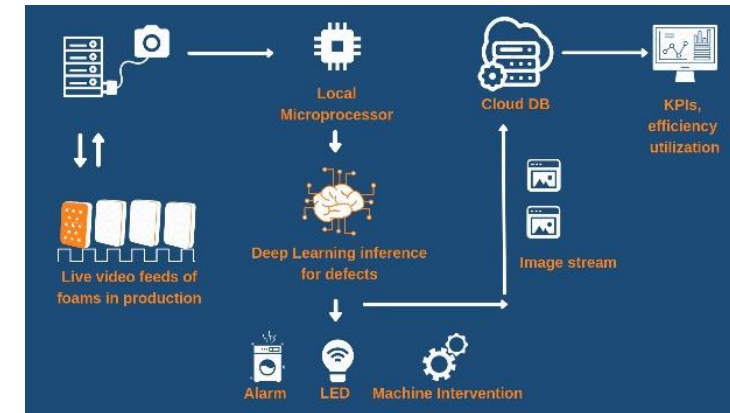 Local
Microprocessor
Cloud DB
KPIs,
efficiency
utilization
Live video feeds of
foams in production
Deep Learning inference
for defects
Image stream
Alarm
LED
Machine Intervention